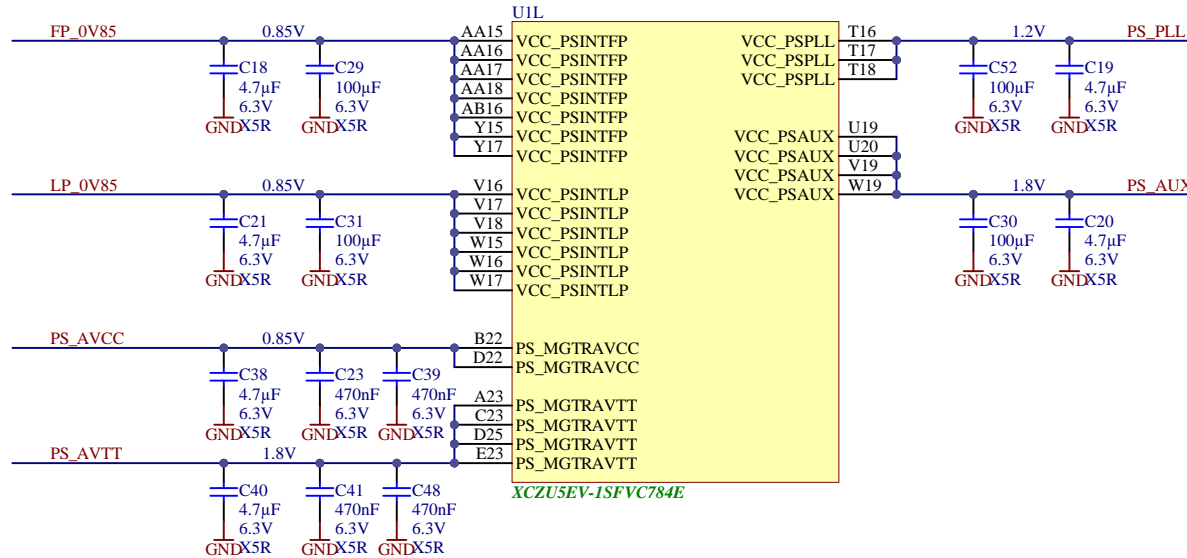 U1L
FP_0V85 0.85V AA15 VCC_PSINTFP VCC_PSPLL T16 1.2V PS_PLL
AA16 VCC_PSINTFP VCC_PSPLL T17
AA17 VCC_PSINTFP VCC_PSPLL T18
AA18 VCC_PSINTFP
AB16 VCC_PSINTFP
Y15 VCC_PSINTFP
Y17 VCC_PSINTFP
C18 C29 C52 C19
4.7µF 100µF 100µF 4.7µF
6.3V 6.3V 6.3V 6.3V
GND X5R GND X5R GND X5R GND X5R
VCC_PSAUX U19
VCC_PSAUX U20
VCC_PSAUX V19
LP_0V85 0.85V V16 VCC_PSINTLP VCC_PSAUX W19 1.8V PS_AUX
V17 VCC_PSINTLP
V18 VCC_PSINTLP
W15 VCC_PSINTLP
W16 VCC_PSINTLP
W17 VCC_PSINTLP
C21 C31 C30 C20
4.7µF 100µF 100µF 4.7µF
6.3V 6.3V 6.3V 6.3V
GND X5R GND X5R GND X5R GND X5R
PS_AVCC 0.85V B22 PS_MGTRAVCC
D22 PS_MGTRAVCC
C38 C23 C39
4.7µF 470nF 470nF
6.3V 6.3V 6.3V
GND X5R GND X5R GND X5R
A23 PS_MGTRAVTT
C23 PS_MGTRAVTT
D25 PS_MGTRAVTT
PS_AVTT 1.8V E23 PS_MGTRAVTT
C40 C41 C48
4.7µF 470nF 470nF
6.3V 6.3V 6.3V
GND X5R GND X5R GND X5R
XCZU5EV-1SFVC784E